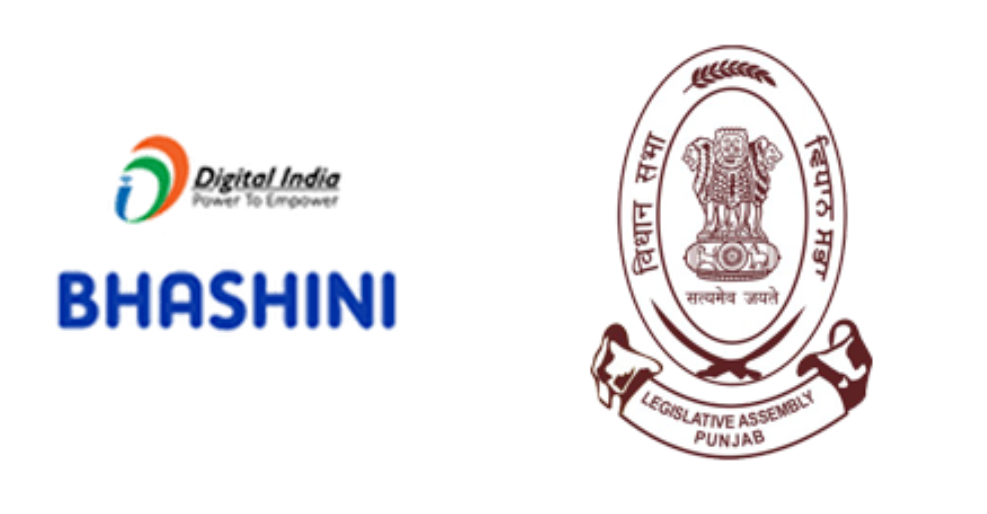 Digital India
Power To Empower
BHASHINI
विधान सभा
ਵਿਧਾਨ ਸਭਾ
सत्यमेव जयते
LEGISLATIVE ASSEMBLY
PUNJAB